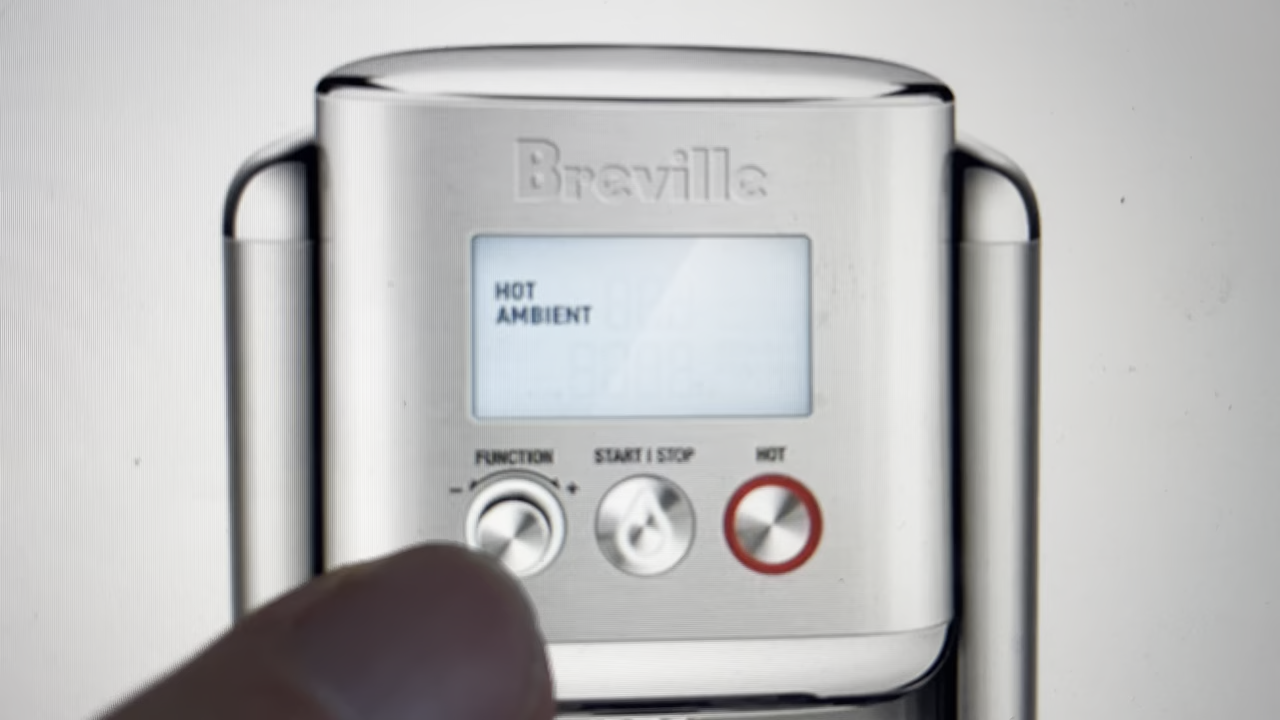 Breville
HOT
AMBIENT
FUNCTION START | STOP HOT
- +